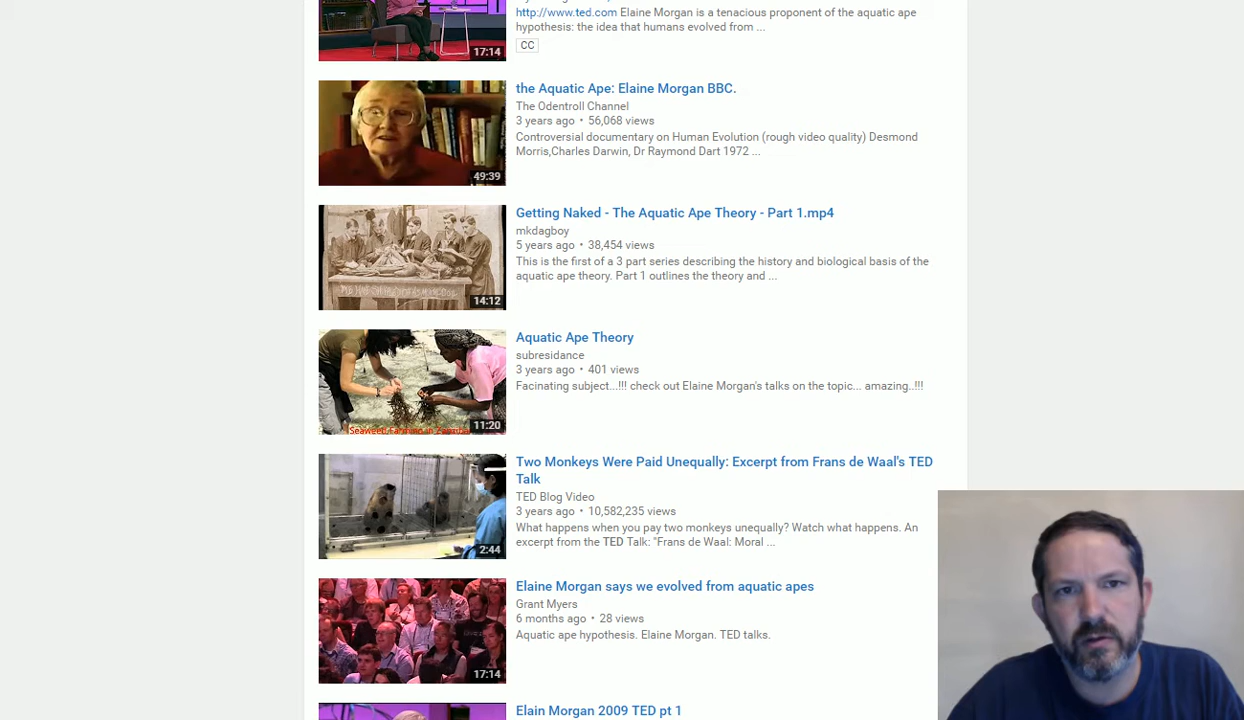 http://www.ted.com Elaine Morgan is a tenacious proponent of the aquatic ape
hypothesis: the idea that humans evolved from ...
CC
17:14
the Aquatic Ape: Elaine Morgan BBC.
The Odentroll Channel
3 years ago • 56,068 views
Controversial documentary on Human Evolution (rough video quality) Desmond
Morris,Charles Darwin, Dr Raymond Dart 1972 ...
49:39
Getting Naked - The Aquatic Ape Theory - Part 1.mp4
mkdagboy
5 years ago • 38,454 views
This is the first of a 3 part series describing the history and biological basis of the
aquatic ape theory. Part 1 outlines the theory and ...
14:12
Aquatic Ape Theory
subresidance
3 years ago • 401 views
Facinating subject...!!! check out Elaine Morgan's talks on the topic... amazing..!!!
Seaweed Farming in
11:20
Two Monkeys Were Paid Unequally: Excerpt from Frans de Waal's TED
Talk
TED Blog Video
3 years ago • 10,582,235 views
What happens when you pay two monkeys unequally? Watch what happens. An
excerpt from the TED Talk: "Frans de Waal: Moral ...
2:44
Elaine Morgan says we evolved from aquatic apes
Grant Myers
6 months ago • 28 views
Aquatic ape hypothesis. Elaine Morgan. TED talks.
17:14
Elain Morgan 2009 TED pt 1